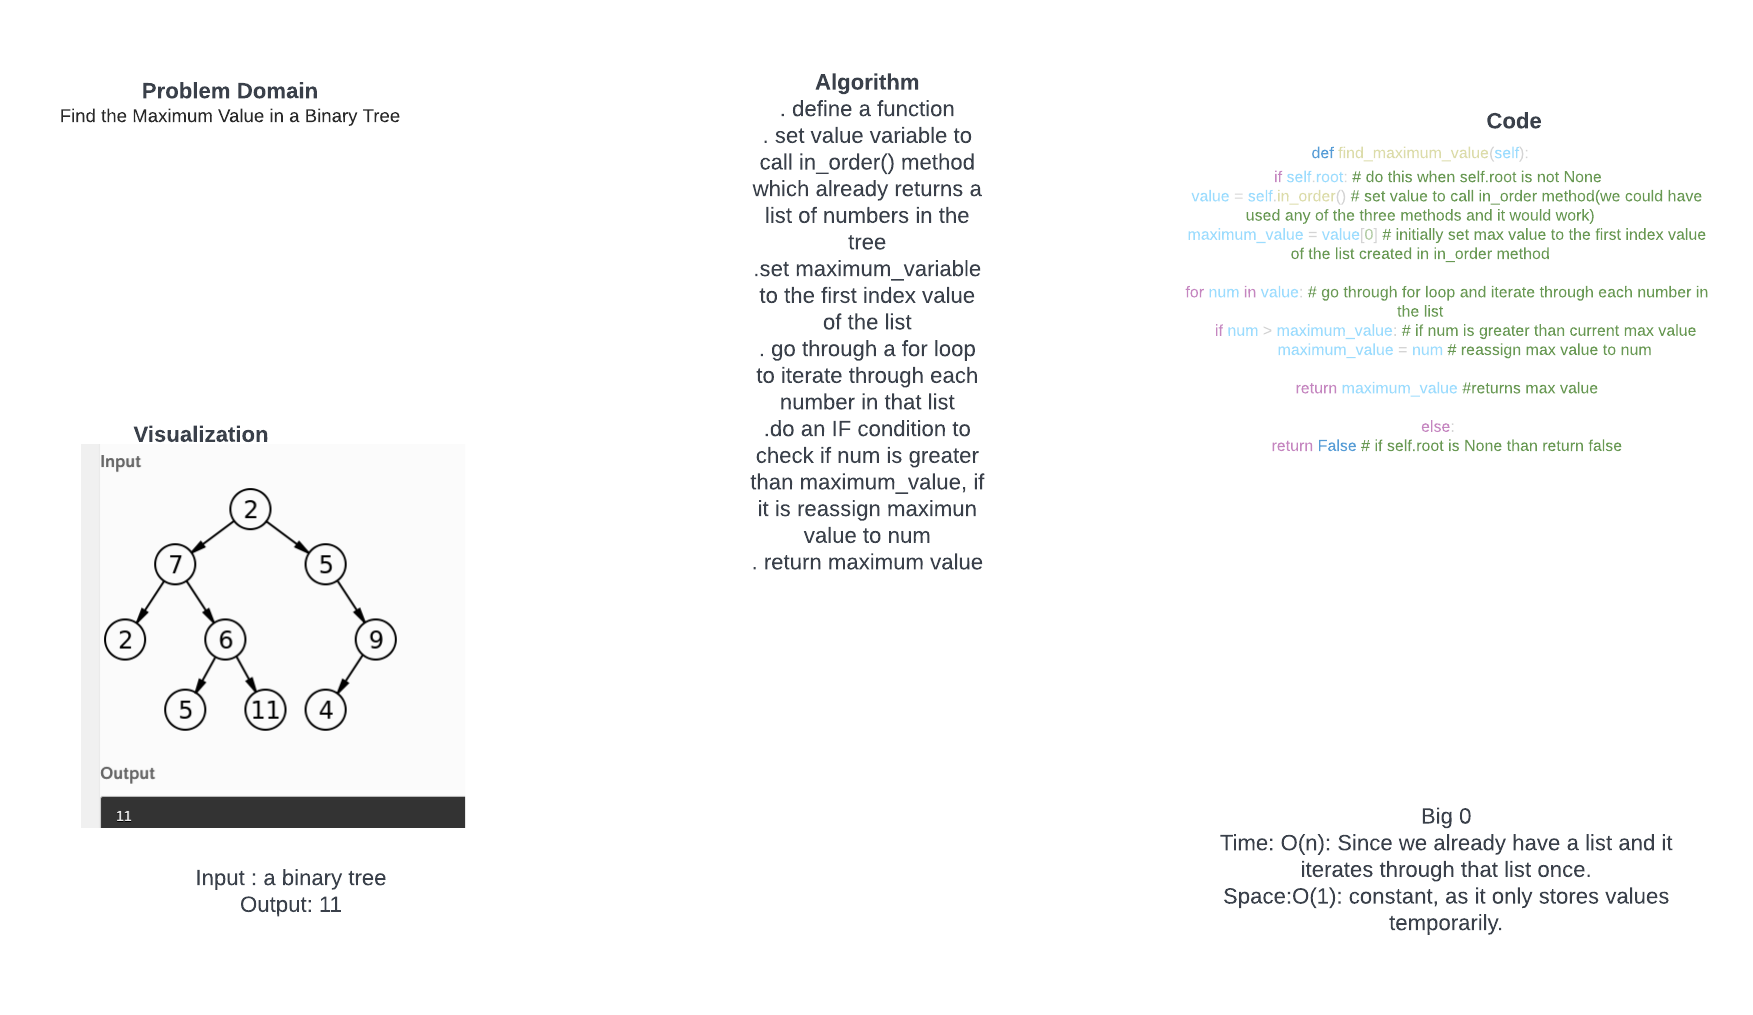 Problem Domain
Find the Maximum Value in a Binary Tree
Visualization
Input
2
7
5
2
6
9
5
11
4
Output
11
Input : a binary tree
Output: 11
Algorithm
. define a function
. set value variable to
call in_order() method
which already returns a
list of numbers in the
tree
.set maximum_variable
to the first index value
of the list
. go through a for loop
to iterate through each
number in that list
.do an IF condition to
check if num is greater
than maximum_value, if
it is reassign maximun
value to num
. return maximum value
Code
def find_maximum_value(self):
if self.root: # do this when self.root is not None
value = self.in_order() # set value to call in_order method(we could have
used any of the three methods and it would work)
maximum_value = value[0] # initially set max value to the first index value
of the list created in in_order method
for num in value: # go through for loop and iterate through each number in
the list
if num > maximum_value: # if num is greater than current max value
maximum_value = num # reassign max value to num
return maximum_value #returns max value
else:
return False # if self.root is None than return false
Big 0
Time: O(n): Since we already have a list and it
iterates through that list once.
Space:O(1): constant, as it only stores values
temporarily.